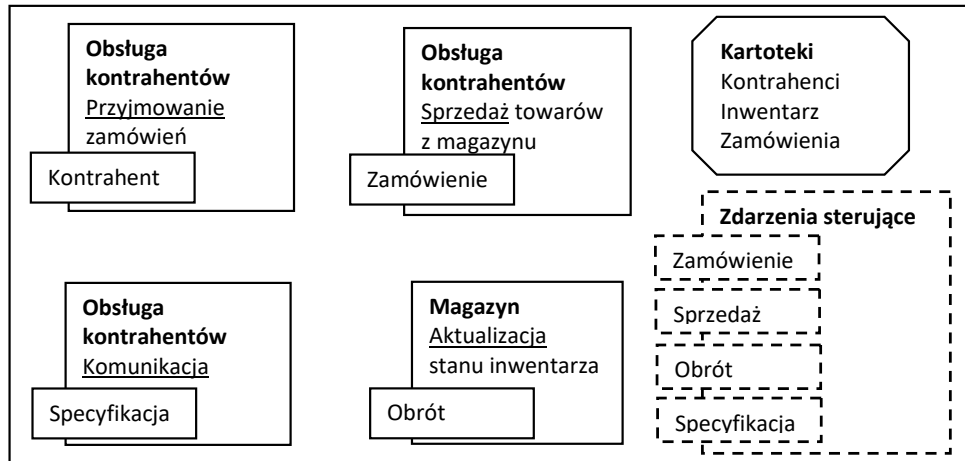 Obsługa
kontrahentów
Przyjmowanie
zamówień
Kontrahent
Obsługa
kontrahentów
Sprzedaż towarów
z magazynu
Zamówienie
Kartoteki
Kontrahenci
Inwentarz
Zamówienia
Zdarzenia sterujące
Zamówienie
Sprzedaż
Obrót
Specyfikacja
Obsługa
kontrahentów
Komunikacja
Specyfikacja
Magazyn
Aktualizacja
stanu inwentarza
Obrót